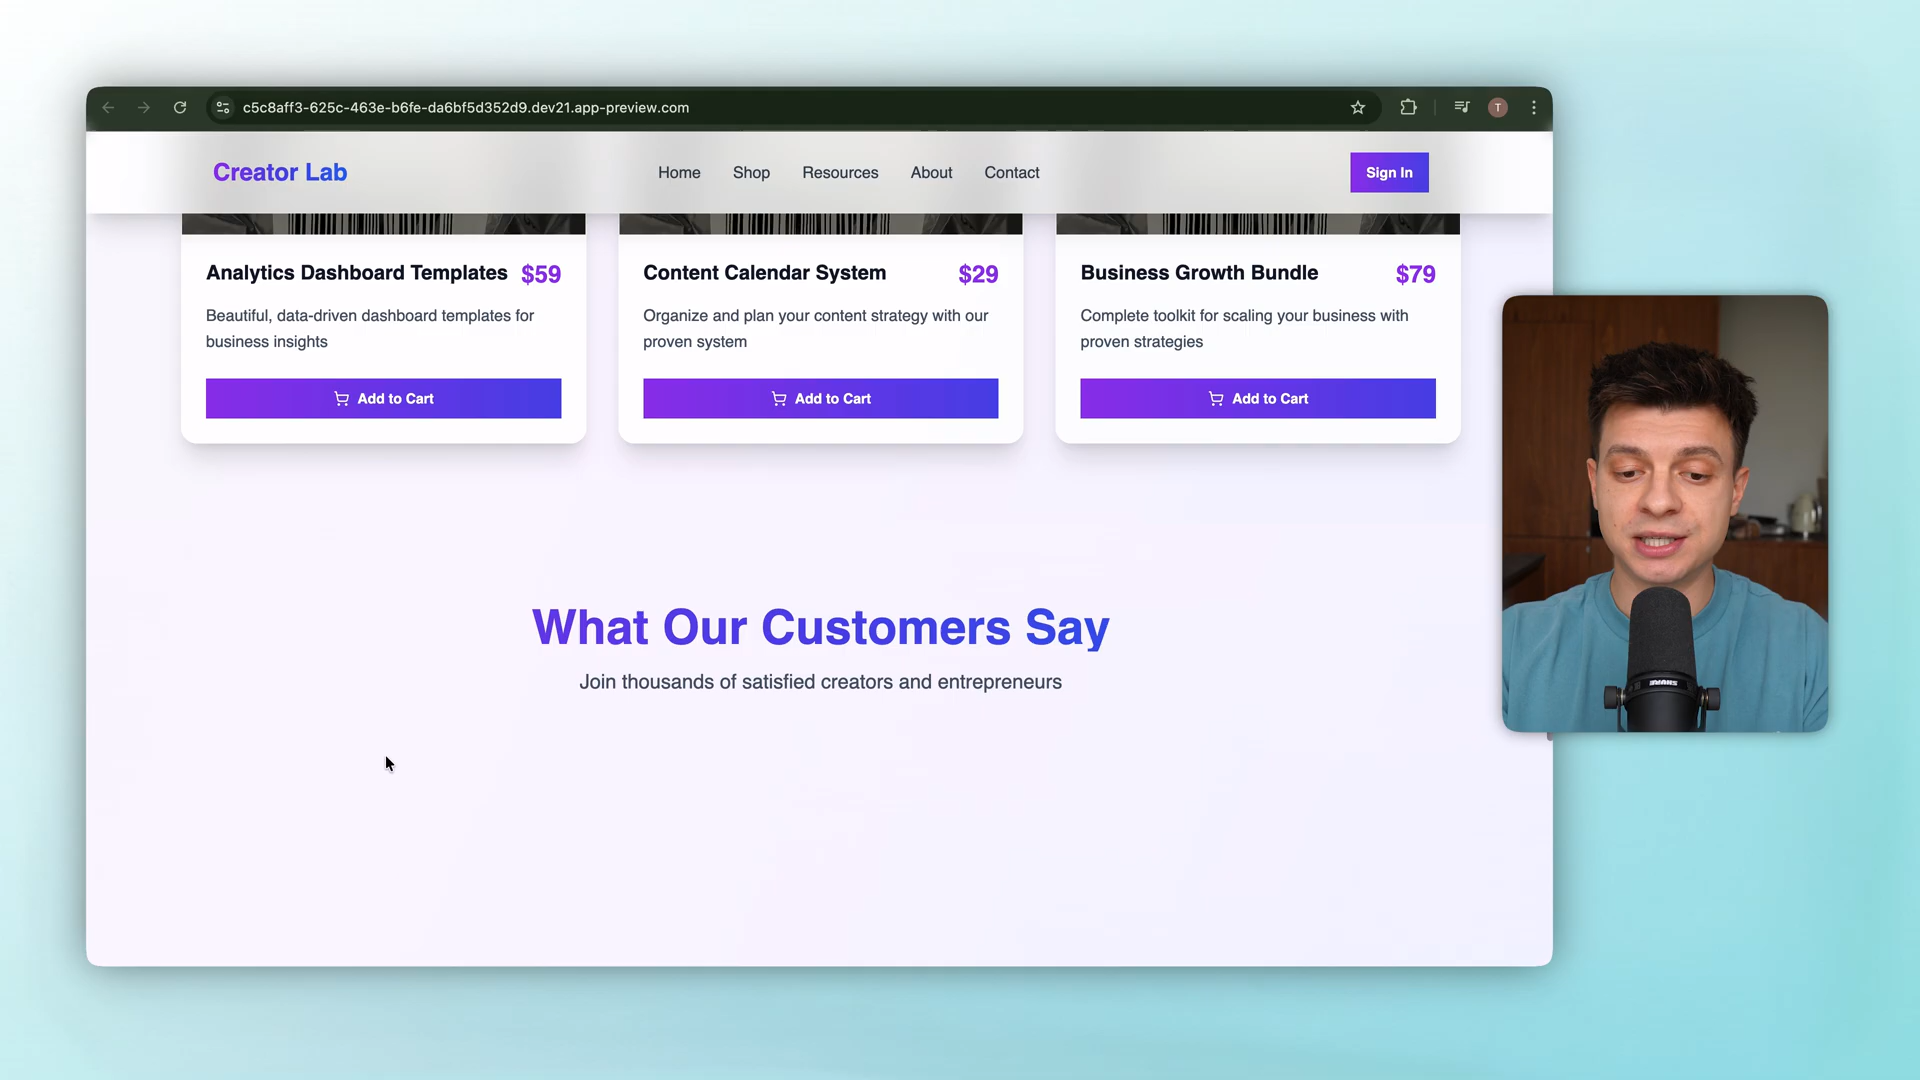 c5c8aff3-625c-463e-b6fe-da6bf5d352d9.dev21.app-preview.com
T
Creator Lab
Home
Shop
Resources
About
Contact
Sign In
Analytics Dashboard Templates
$59
Beautiful, data-driven dashboard templates for
business insights
Add to Cart
Content Calendar System
$29
Organize and plan your content strategy with our
proven system
Add to Cart
Business Growth Bundle
$79
Complete toolkit for scaling your business with
proven strategies
Add to Cart
What Our Customers Say
Join thousands of satisfied creators and entrepreneurs
SHURE